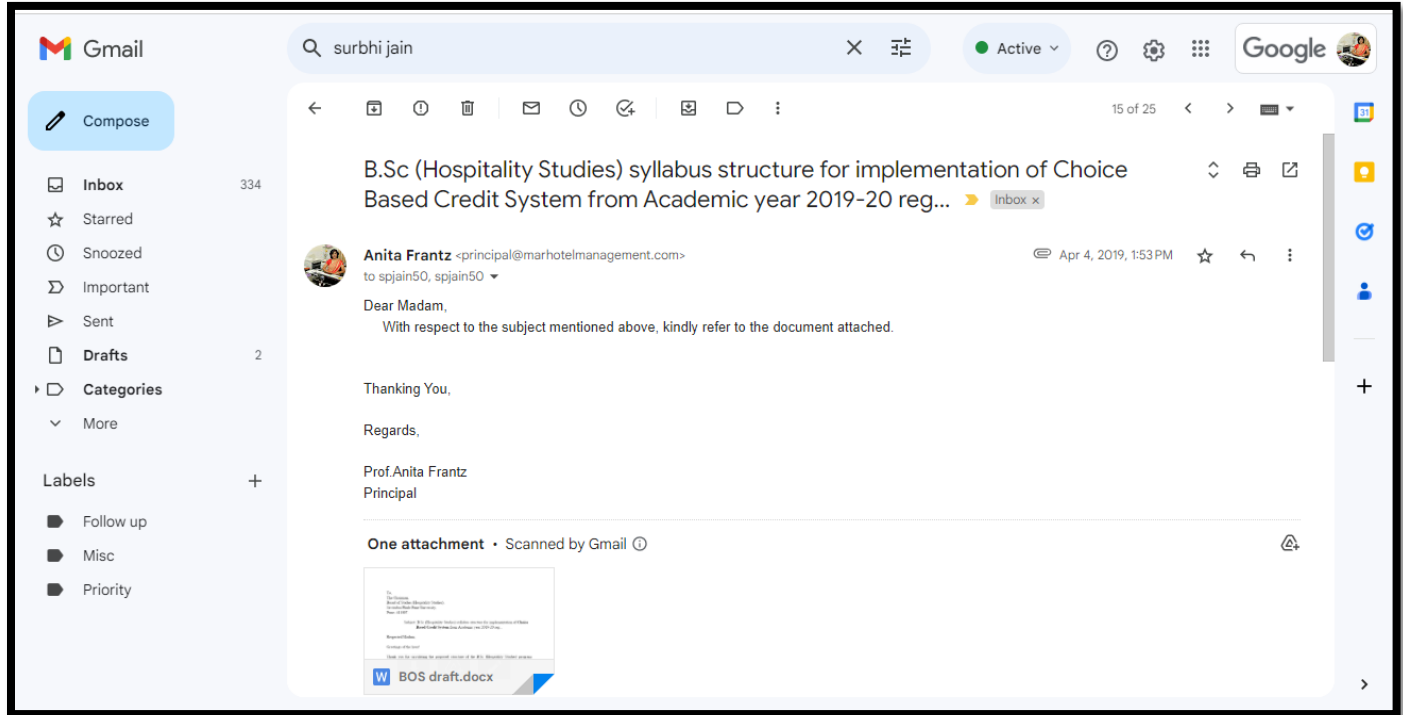 Gmail
surbhi jain
Active
Google
Compose
15 of 25
31
Inbox 334
Starred
Snoozed
Important
Sent
Drafts 2
Categories
More
Labels
Follow up
Misc
Priority
B.Sc (Hospitality Studies) syllabus structure for implementation of Choice
Based Credit System from Academic year 2019-20 reg... Inbox x
Anita Frantz <principal@marhotelmanagement.com> Apr 4, 2019, 1:53 PM
to spjain50, spjain50
Dear Madam,
With respect to the subject mentioned above, kindly refer to the document attached.
Thanking You,
Regards,
Prof.Anita Frantz
Principal
One attachment • Scanned by Gmail
To,
The Chairman,
W BOS draft.docx